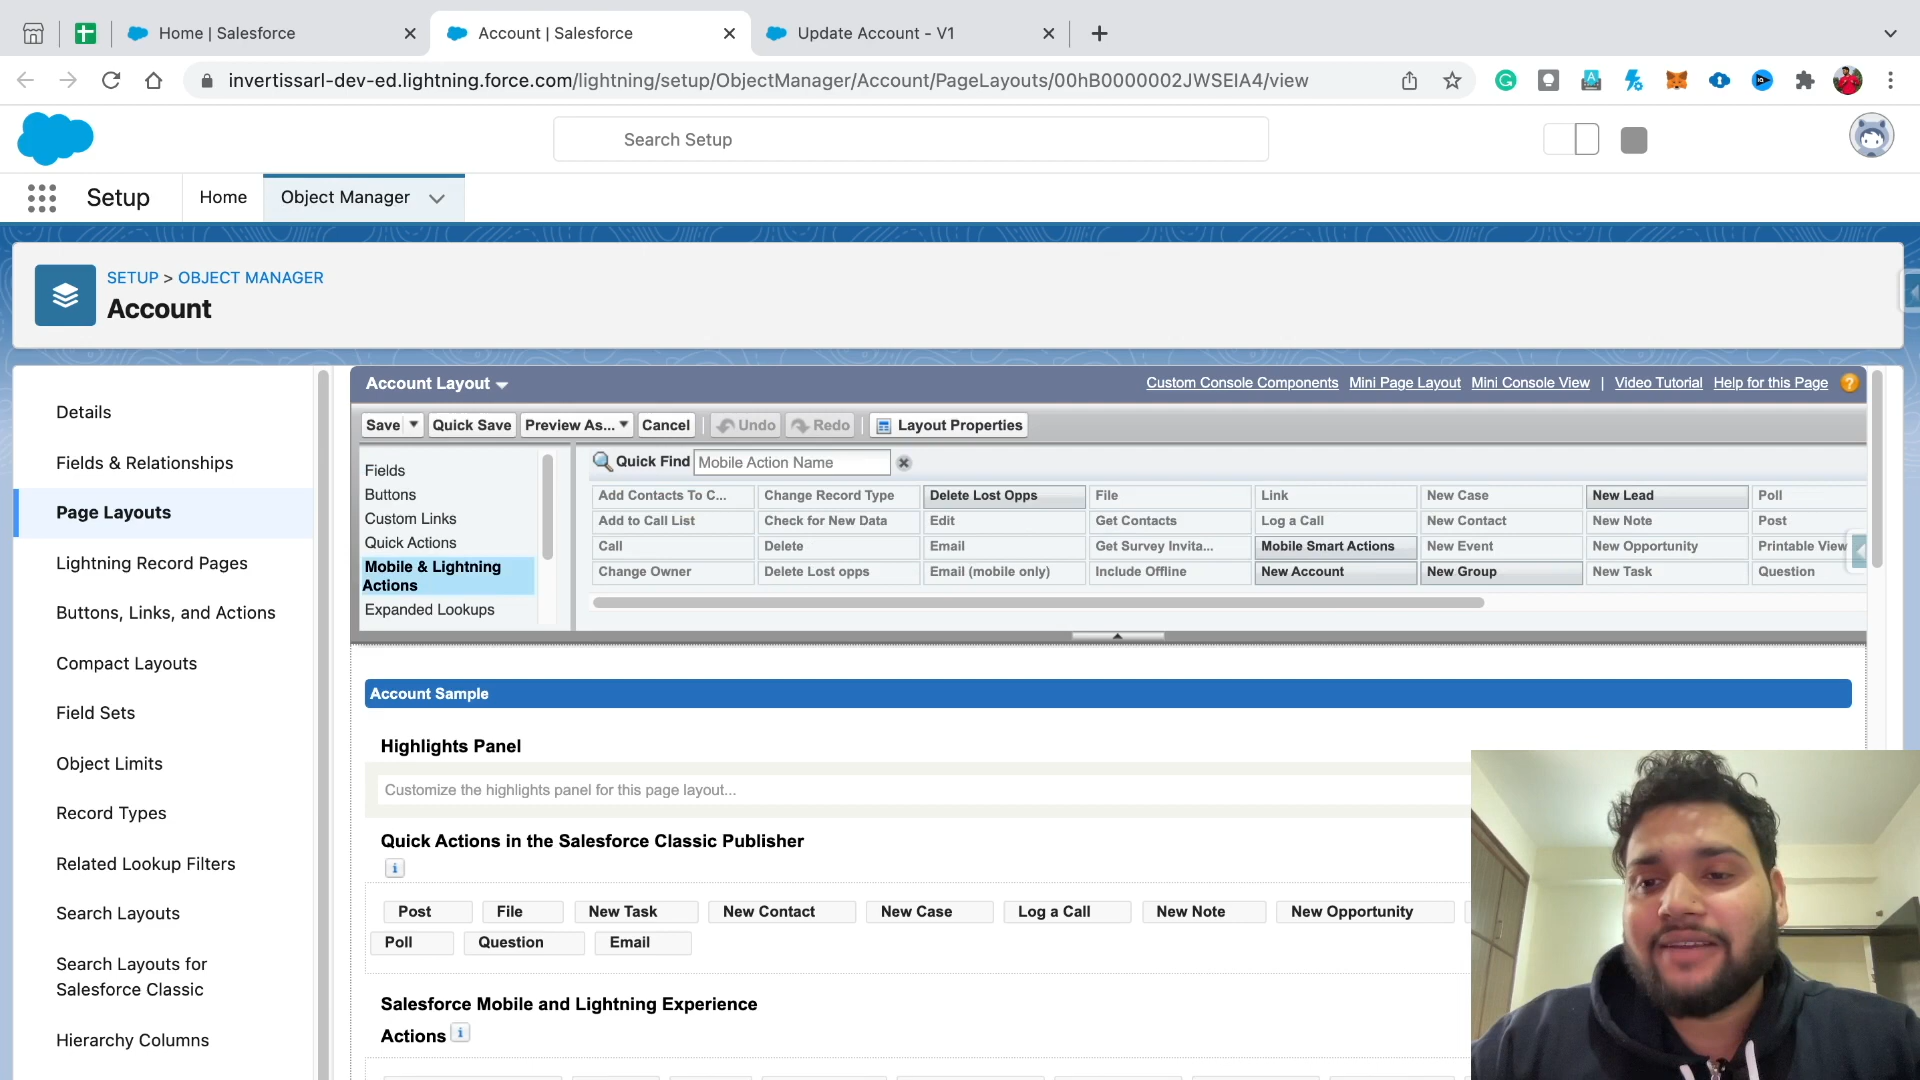 Home | Salesforce
Account | Salesforce
Update Account - V1
invertissarl-dev-ed.lightning.force.com/lightning/setup/ObjectManager/Account/PageLayouts/00hB0000002JWSEIA4/view
Search Setup
Setup
Home
Object Manager
SETUP > OBJECT MANAGER
Account
Details
Fields & Relationships
Page Layouts
Lightning Record Pages
Buttons, Links, and Actions
Compact Layouts
Field Sets
Object Limits
Record Types
Related Lookup Filters
Search Layouts
Search Layouts for
Salesforce Classic
Hierarchy Columns
Account Layout
Custom Console Components Mini Page Layout Mini Console View | Video Tutorial Help for this Page ?
Save Quick Save Preview As... Cancel Undo Redo Layout Properties
Fields
Buttons
Custom Links
Quick Actions
Mobile & Lightning
Actions
Expanded Lookups
Quick Find Mobile Action Name
Add Contacts To C... Change Record Type Delete Lost Opps File Link New Case New Lead Poll
Add to Call List Check for New Data Edit Get Contacts Log a Call New Contact New Note Post
Call Delete Email Get Survey Invita... Mobile Smart Actions New Event New Opportunity Printable View
Change Owner Delete Lost opps Email (mobile only) Include Offline New Account New Group New Task Question
Account Sample
Highlights Panel
Customize the highlights panel for this page layout...
Quick Actions in the Salesforce Classic Publisher
i
Post File New Task New Contact New Case Log a Call New Note New Opportunity
Poll Question Email
Salesforce Mobile and Lightning Experience
Actions i